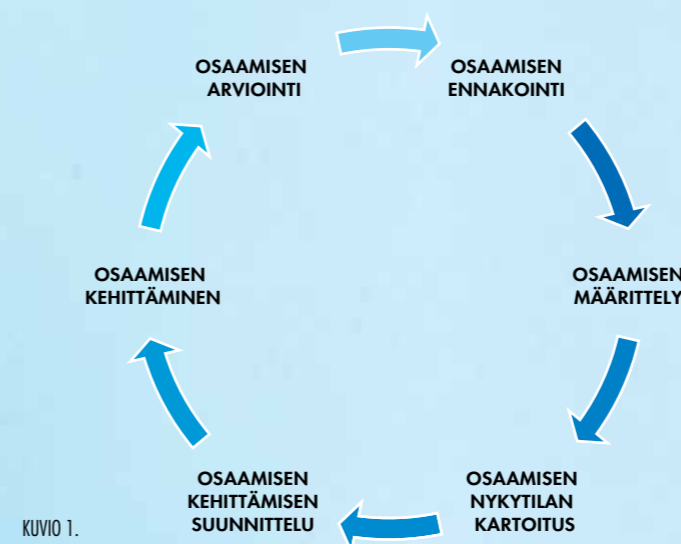 OSAAMISEN
ARVIOINTI
OSAAMISEN
ENNAKOINTI
OSAAMISEN
MÄÄRITTELY
OSAAMISEN
NYKYTILAN
KARTOITUS
OSAAMISEN
KEHITTÄMISEN
SUUNNITTELU
OSAAMISEN
KEHITTÄMINEN
KUVIO 1.